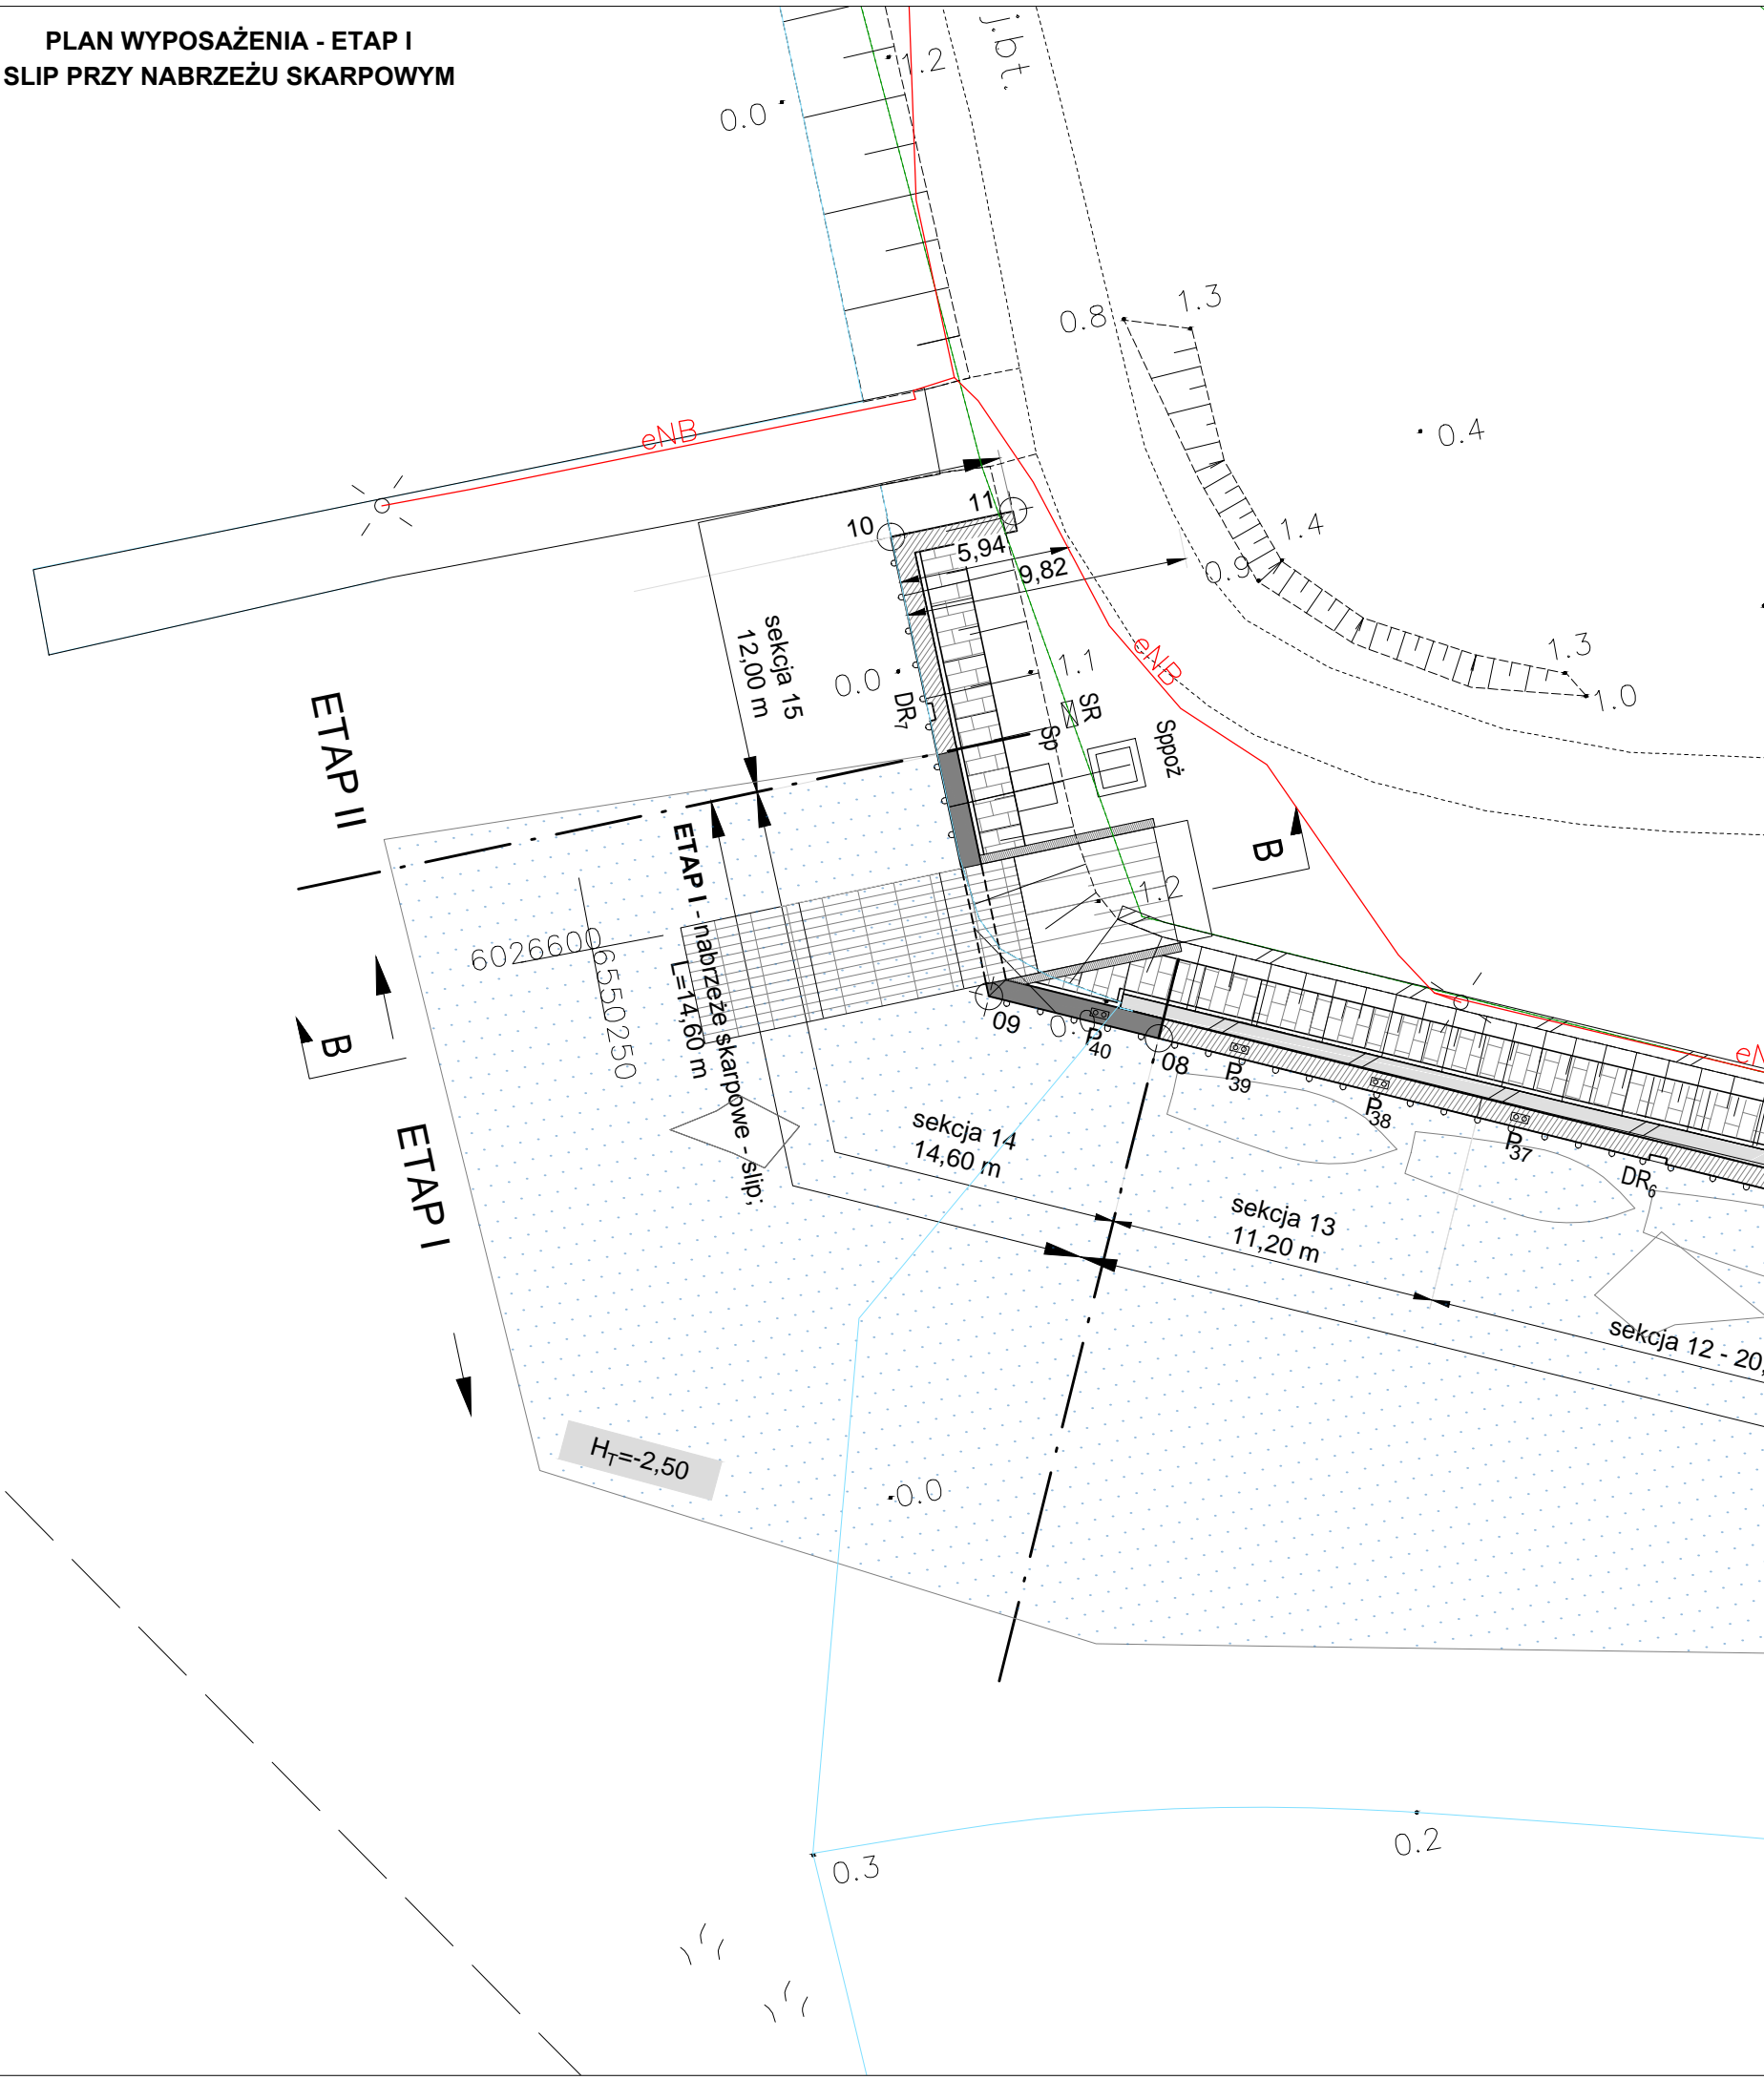 PLAN WYPOSAŻENIA - ETAP I
SLIP PRZY NABRZEŻU SKARPOWYM
j.bt.
1.2
0.0
1.3
0.8
0.4
eNB
11
10
5,94
9,82
1.4
0.9
sekcja 15
12,00 m
1.1
eNB
1.3
1.0
0.0
DR7
SR
Sp
Sppoż
ETAP II
B
1.2
6026600
6550250
ETAP I - nabrzeże skarpowe - slip;
L=14,60 m
09
P40
08
P39
P38
P37
DR6
B
ETAP I
sekcja 14
14,60 m
sekcja 13
11,20 m
sekcja 12 - 20,
HT=-2,50
-0.0
0.2
0.3